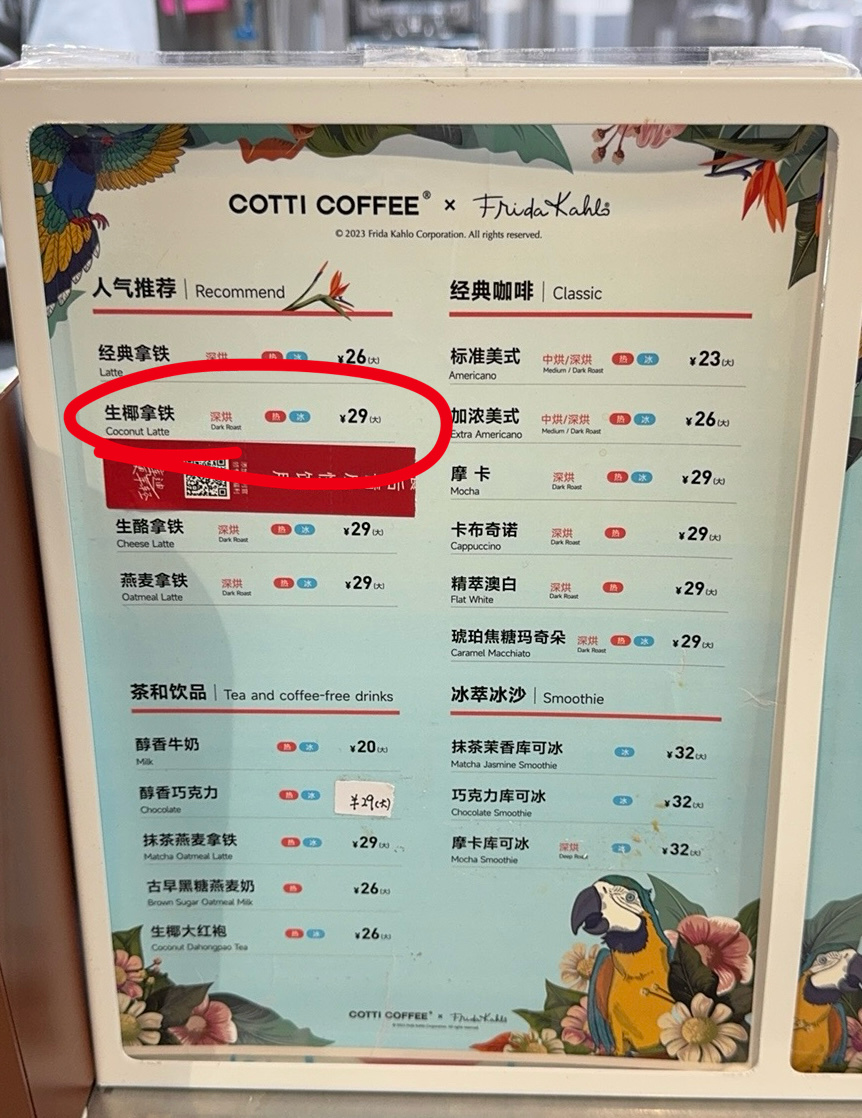 COTTI COFFEE® × Frida Kahlo®
© 2023 Frida Kahlo Corporation. All rights reserved.
人气推荐 | Recommend
经典拿铁 深烘 热 冰 ¥26(大)
Latte
生椰拿铁 深烘 热 冰 ¥29(大)
Coconut Latte Dark Roast
生酪拿铁 深烘 热 冰 ¥29(大)
Cheese Latte Dark Roast
燕麦拿铁 深烘 热 冰 ¥29(大)
Oatmeal Latte Dark Roast
经典咖啡 | Classic
标准美式 中烘/深烘 热 冰 ¥23(大)
Americano Medium / Dark Roast
加浓美式 中烘/深烘 热 冰 ¥26(大)
Extra Americano Medium / Dark Roast
摩卡 深烘 热 冰 ¥29(大)
Mocha Dark Roast
卡布奇诺 深烘 热 ¥29(大)
Cappuccino Dark Roast
精萃澳白 深烘 热 ¥29(大)
Flat White Dark Roast
琥珀焦糖玛奇朵 深烘 热 冰 ¥29(大)
Caramel Macchiato Dark Roast
茶和饮品 | Tea and coffee-free drinks
醇香牛奶 热 冰 ¥20(大)
Milk
醇香巧克力 热 冰 ¥29(大)
Chocolate
抹茶燕麦拿铁 热 冰 ¥29(大)
Matcha Oatmeal Latte
古早黑糖燕麦奶 热 ¥26(大)
Brown Sugar Oatmeal Milk
生椰大红袍 热 冰 ¥26(大)
Coconut Dahongpao Tea
冰萃冰沙 | Smoothie
抹茶茉香库可冰 冰 ¥32(大)
Matcha Jasmine Smoothie
巧克力库可冰 冰 ¥32(大)
Chocolate Smoothie
摩卡库可冰 深烘 冰 ¥32(大)
Mocha Smoothie Deep Roast
COTTI COFFEE® × Frida Kahlo